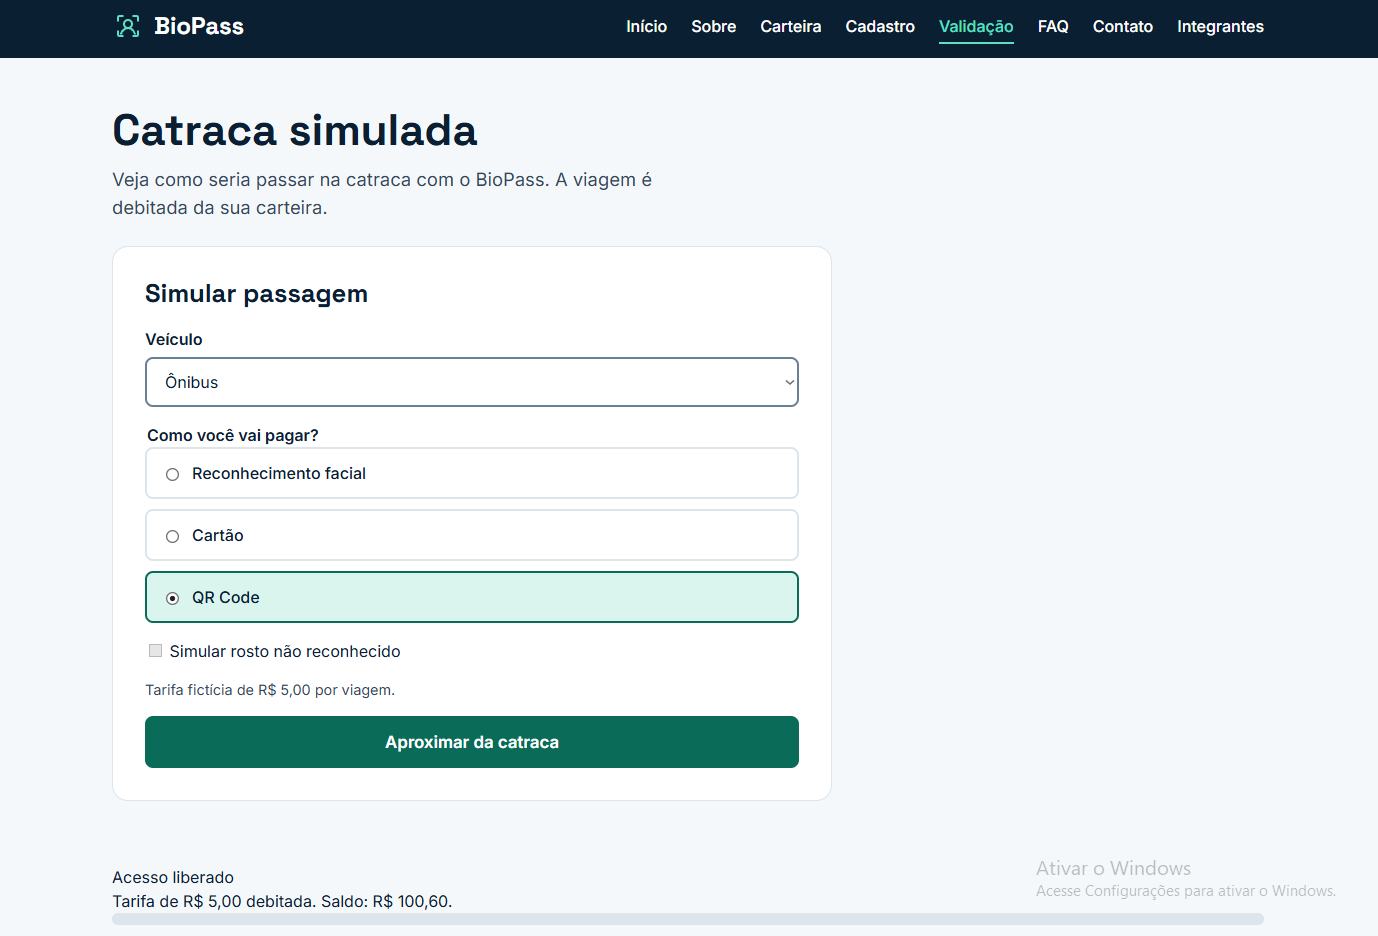 BioPass
Início Sobre Carteira Cadastro Validação FAQ Contato Integrantes
Catraca simulada
Veja como seria passar na catraca com o BioPass. A viagem é
debitada da sua carteira.
Simular passagem
Veículo
Ônibus
Como você vai pagar?
Reconhecimento facial
Cartão
QR Code
Simular rosto não reconhecido
Tarifa fictícia de R$ 5,00 por viagem.
Aproximar da catraca
Acesso liberado
Tarifa de R$ 5,00 debitada. Saldo: R$ 100,60.
Ativar o Windows
Acesse Configurações para ativar o Windows.